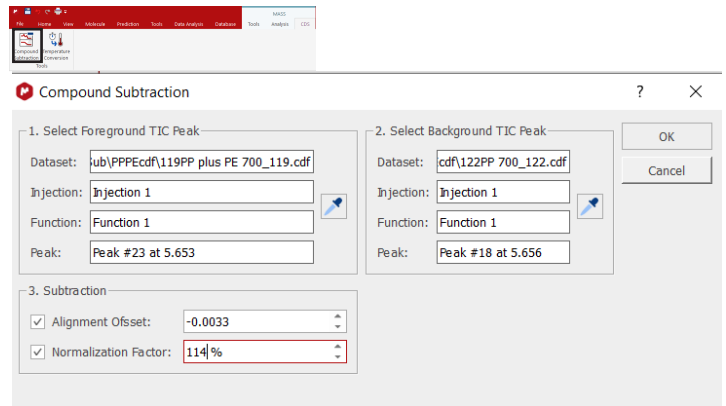 MASS
File Home View Molecule Prediction Tools Data Analysis Database Tools Analysis CDS
Compound Subtraction
Temperature Conversion
Tools
Compound Subtraction ? ×
1. Select Foreground TIC Peak
Dataset: Sub\PPPEcdf\119PP plus PE 700_119.cdf
Injection: Injection 1
Function: Function 1
Peak: Peak #23 at 5.653
2. Select Background TIC Peak
Dataset: :cdf\122PP 700_122.cdf
Injection: Injection 1
Function: Function 1
Peak: Peak #18 at 5.656
OK
Cancel
3. Subtraction
Alignment Ofsset: -0.0033
Normalization Factor: 114 %